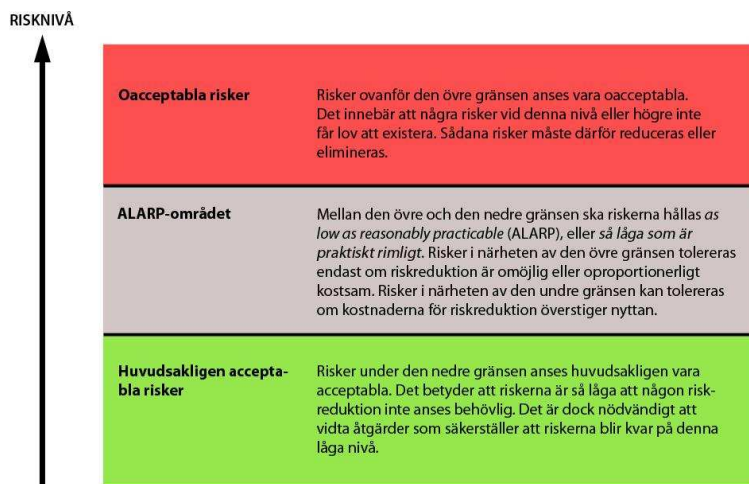 RISKNIVÅ
Oacceptabla risker
Risker ovanför den övre gränsen anses vara oacceptabla.
Det innebär att några risker vid denna nivå eller högre inte
får lov att existera. Sådana risker måste därför reduceras eller
elimineras.
ALARP-området
Mellan den övre och den nedre gränsen ska riskerna hållas as
low as reasonably practicable (ALARP), eller så låga som är
praktiskt rimligt. Risker i närheten av den övre gränsen tolereras
endast om riskreduktion är omöjlig eller oproportionerligt
kostsam. Risker i närheten av den undre gränsen kan tolereras
om kostnaderna för riskreduktion överstiger nyttan.
Huvudsakligen accepta-
bla risker
Risker under den nedre gränsen anses huvudsakligen vara
acceptabla. Det betyder att riskerna är så låga att någon risk-
reduktion inte anses behövlig. Det är dock nödvändigt att
vidta åtgärder som säkerställer att riskerna blir kvar på denna
låga nivå.